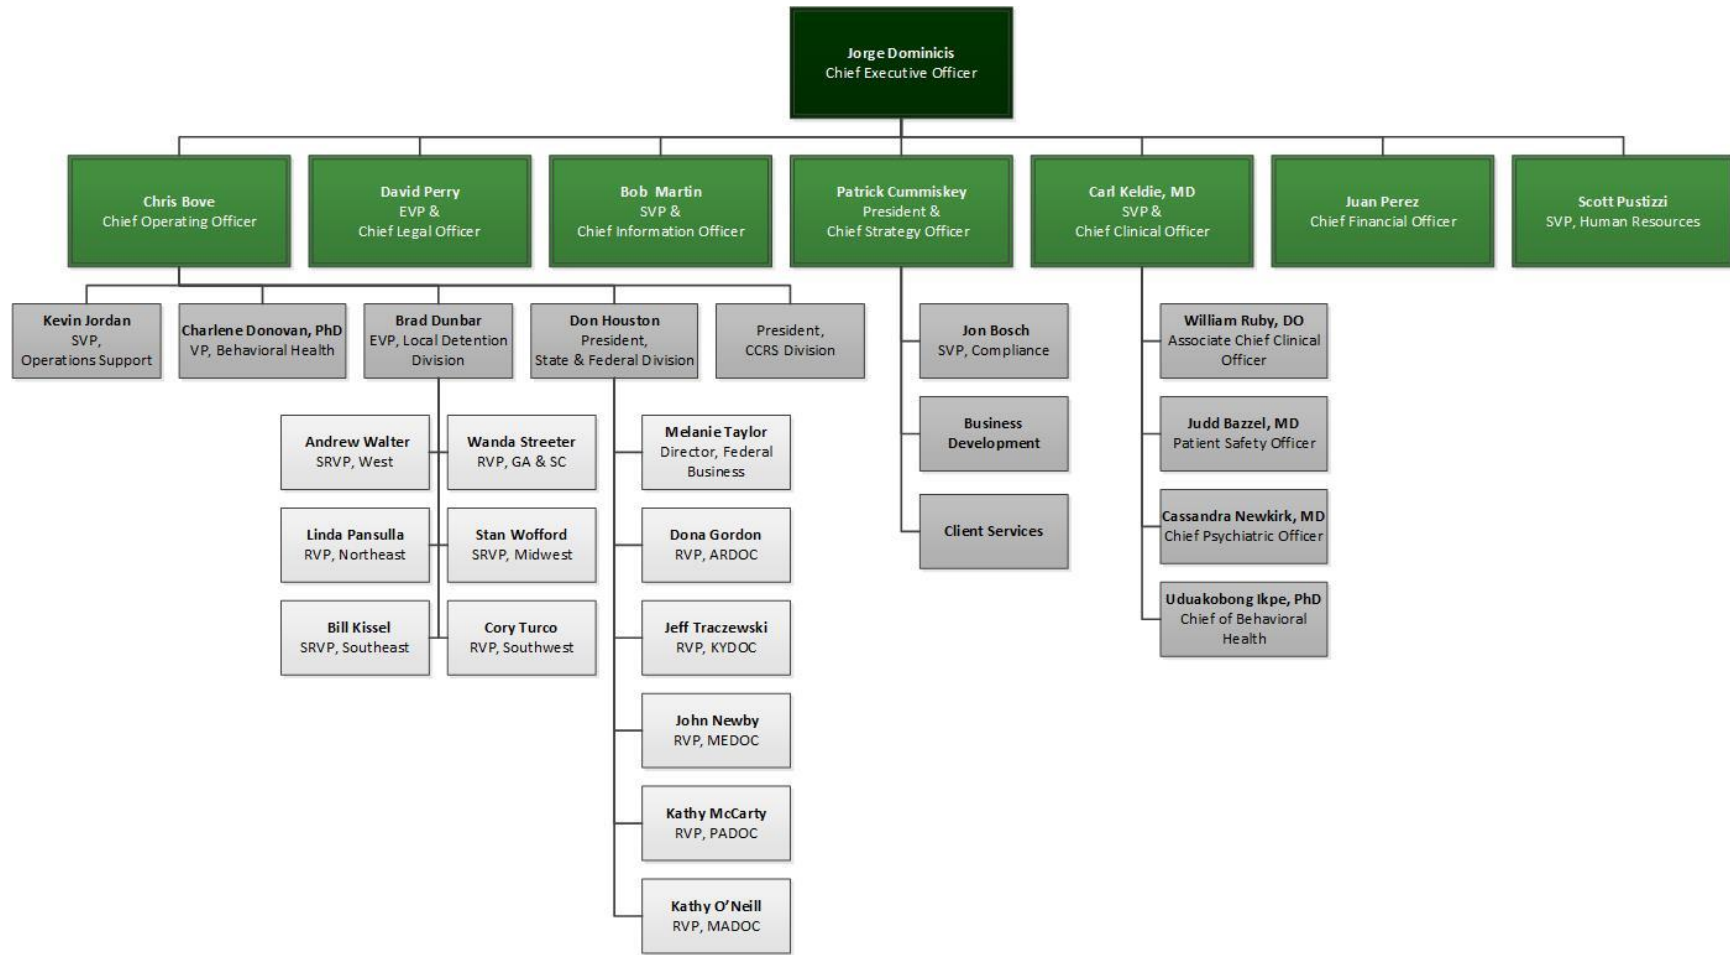 Jorge Dominicis
Chief Executive Officer
Chris Bove
Chief Operating Officer
David Perry
EVP &
Chief Legal Officer
Bob Martin
SVP &
Chief Information Officer
Patrick Cummiskey
President &
Chief Strategy Officer
Carl Keldie, MD
SVP &
Chief Clinical Officer
Juan Perez
Chief Financial Officer
Scott Pustizzi
SVP, Human Resources
Kevin Jordan
SVP,
Operations Support
Charlene Donovan, PhD
VP, Behavioral Health
Brad Dunbar
EVP, Local Detention
Division
Don Houston
President,
State & Federal Division
President,
CCRS Division
Jon Bosch
SVP, Compliance
William Ruby, DO
Associate Chief Clinical
Officer
Andrew Walter
SRVP, West
Wanda Streeter
RVP, GA & SC
Melanie Taylor
Director, Federal
Business
Business
Development
Judd Bazzel, MD
Patient Safety Officer
Linda Pansulla
RVP, Northeast
Stan Wofford
SRVP, Midwest
Dona Gordon
RVP, ARDOC
Client Services
Cassandra Newkirk, MD
Chief Psychiatric Officer
Bill Kissel
SRVP, Southeast
Cory Turco
RVP, Southwest
Jeff Traczewski
RVP, KYDOC
Uduakobong Ikpe, PhD
Chief of Behavioral
Health
John Newby
RVP, MEDOC
Kathy McCarty
RVP, PADOC
Kathy O’Neill
RVP, MADOC